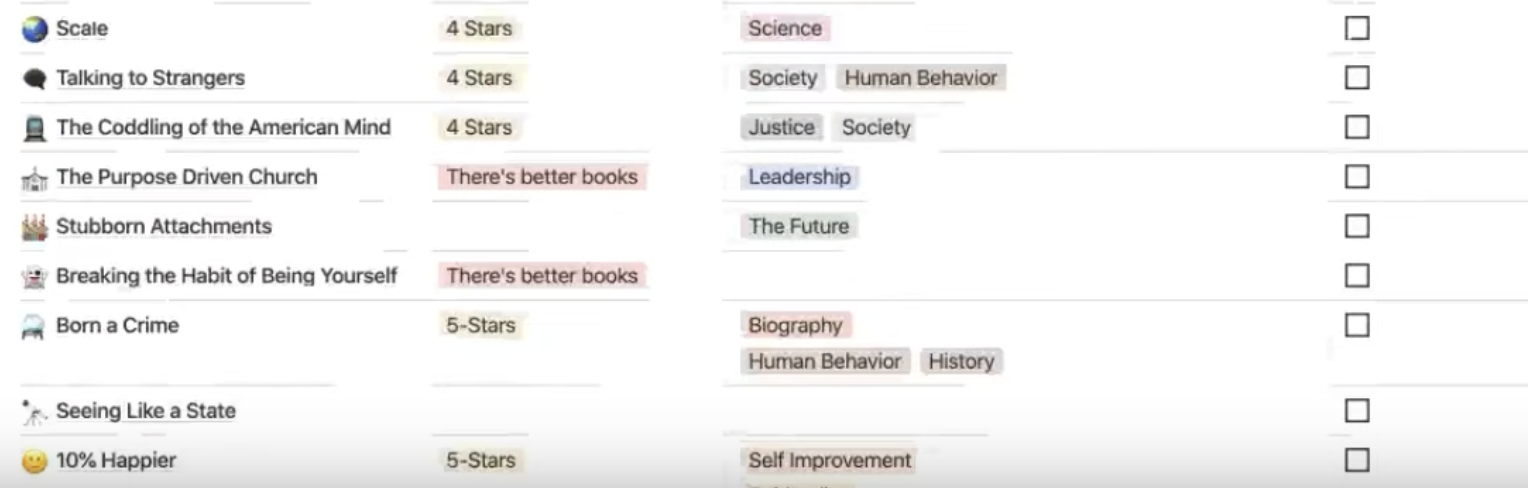 Scale 4 Stars Science
Talking to Strangers 4 Stars Society Human Behavior
The Coddling of the American Mind 4 Stars Justice Society
The Purpose Driven Church There's better books Leadership
Stubborn Attachments The Future
Breaking the Habit of Being Yourself There's better books
Born a Crime 5-Stars Biography
Human Behavior History
Seeing Like a State
10% Happier 5-Stars Self Improvement